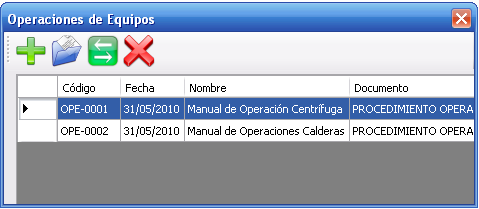 Operaciones de Equipos
Código Fecha Nombre Documento
OPE-0001 31/05/2010 Manual de Operación Centrífuga PROCEDIMIENTO OPERA
OPE-0002 31/05/2010 Manual de Operaciones Calderas PROCEDIMIENTO OPERA